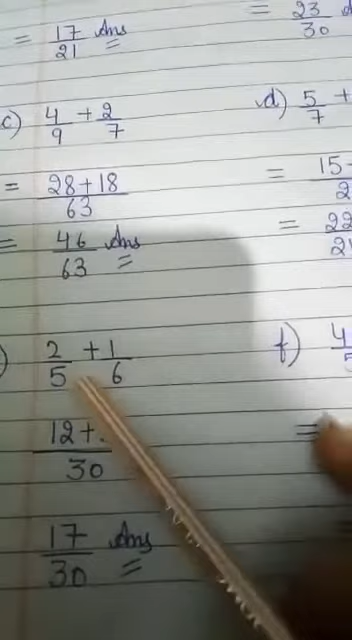 = 17/21 Ans
= 23/30
c) 4/9 + 2/7
d) 5/7 +
= 28+18/63
= 15-
= 46/63 Ans
= 22
) 2/5 + 1/6
f) 4/5
12+
/30
=
17/30 Ans